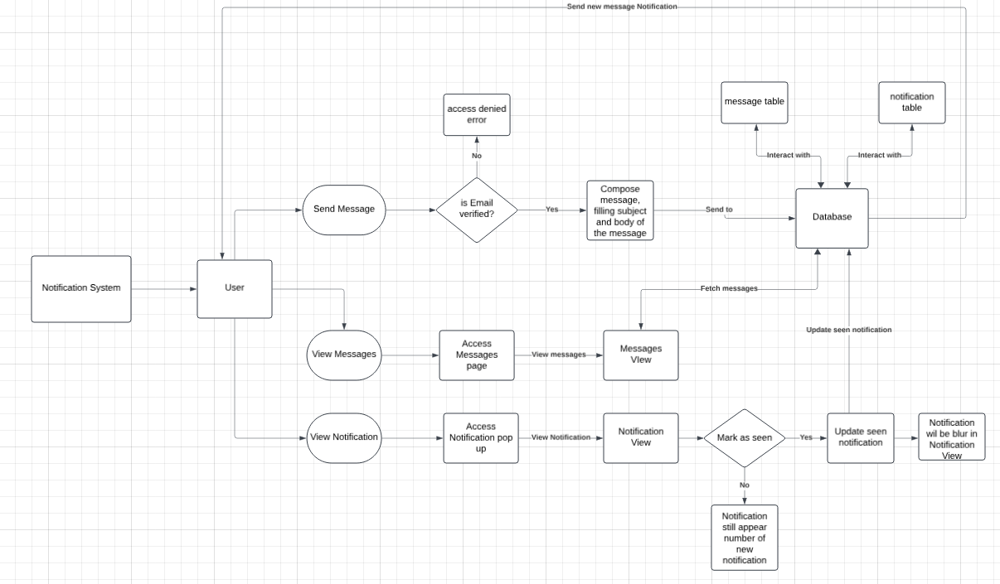 Send new message Notification
message table
notification
table
access denied
error
No
Interact with
Interact with
Send Message
is Email
verified?
Yes
Compose
message,
filling subject
and body of
the message
Send to
Database
Notification System
User
Fetch messages
Update seen notification
View Messages
Access
Messages
page
View messages
Messages
VIew
View Notification
Access
Notification pop
up
View Notification
Notification
View
Mark as seen
Yes
Update seen
notification
Notification
wil be blur in
Notification
View
No
Notification
still appear
number of
new
notification